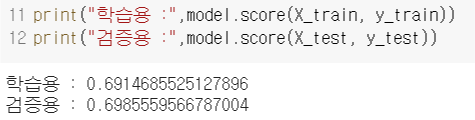 11 print("학습용 :",model.score(X_train, y_train))
12 print("검증용 :",model.score(X_test, y_test))
학습용 : 0.6914685525127896
검증용 : 0.6985559566787004